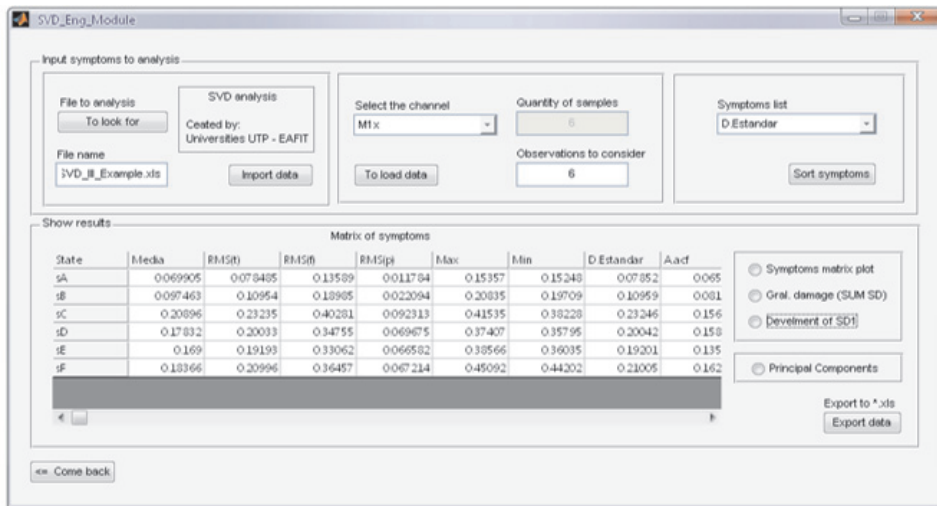 SVD_Eng_Module
Input symptoms to analysis
File to analysis
To look for
SVD analysis
Ceated by:
Universities UTP - EAFIT
File name
SVD_III_Example.xls
Import data
Select the channel
M1x
To load data
Quantity of samples
6
Observations to consider
6
Symptoms list
D.Estandar
Sort symptoms
Show results
Matrix of symptoms
State Media RMS(t) RMS(f) RMS(p) Max Min D.Estandar A.acf
sA 0.069905 0.078485 0.13589 0.011784 0.15357 0.15248 0.07852 0.065
sB 0.097463 0.10954 0.18985 0.022094 0.20835 0.19709 0.10959 0.081
sC 0.20896 0.23235 0.40281 0.092313 0.41535 0.38228 0.23246 0.156
sD 0.17832 0.20033 0.34755 0.069675 0.37407 0.35795 0.20042 0.158
sE 0.169 0.19193 0.33062 0.066582 0.38566 0.36035 0.19201 0.135
sF 0.18366 0.20996 0.36457 0.067214 0.45092 0.44202 0.21005 0.162
Symptoms matrix plot
Gral. damage (SUM SD)
Develment of SD1
Principal Components
Export to *.xls
Export data
<= Come back